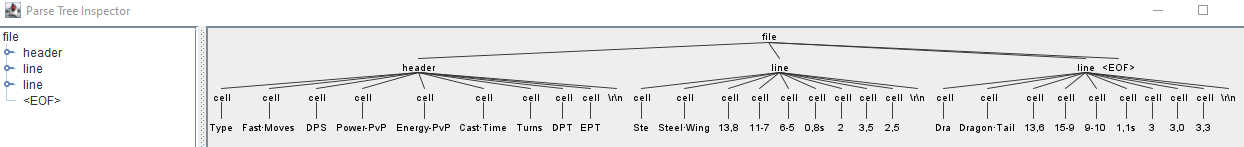 Parse Tree Inspector
file
header
line
line
<EOF>
file
header line line <EOF>
cell cell cell cell cell cell cell cell cell \r\n cell cell cell cell cell cell cell cell cell \r\n cell cell cell cell cell cell cell cell cell \r\n
Type Fast·Moves DPS Power·PvP Energy·PvP Cast·Time Turns DPT EPT Ste Steel·Wing 13,8 11-7 6-5 0,8s 2 3,5 2,5 Dra Dragon·Tail 13,6 15-9 9-10 1,1s 3 3,0 3,3